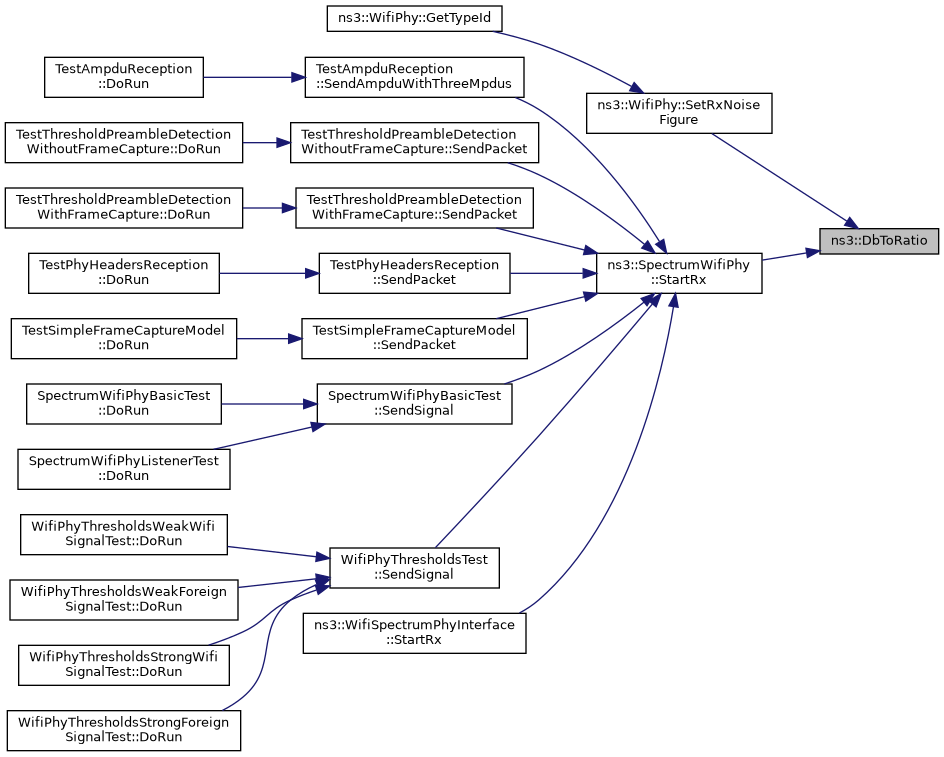 ns3::WifiPhy::GetTypeId
TestAmpduReception
::DoRun
TestAmpduReception
::SendAmpduWithThreeMpdus
ns3::WifiPhy::SetRxNoise
Figure
TestThresholdPreambleDetection
WithoutFrameCapture::DoRun
TestThresholdPreambleDetection
WithoutFrameCapture::SendPacket
TestThresholdPreambleDetection
WithFrameCapture::DoRun
TestThresholdPreambleDetection
WithFrameCapture::SendPacket
ns3::DbToRatio
TestPhyHeadersReception
::DoRun
TestPhyHeadersReception
::SendPacket
ns3::SpectrumWifiPhy
::StartRx
TestSimpleFrameCaptureModel
::DoRun
TestSimpleFrameCaptureModel
::SendPacket
SpectrumWifiPhyBasicTest
::DoRun
SpectrumWifiPhyBasicTest
::SendSignal
SpectrumWifiPhyListenerTest
::DoRun
WifiPhyThresholdsWeakWifi
SignalTest::DoRun
WifiPhyThresholdsTest
::SendSignal
WifiPhyThresholdsWeakForeign
SignalTest::DoRun
ns3::WifiSpectrumPhyInterface
::StartRx
WifiPhyThresholdsStrongWifi
SignalTest::DoRun
WifiPhyThresholdsStrongForeign
SignalTest::DoRun